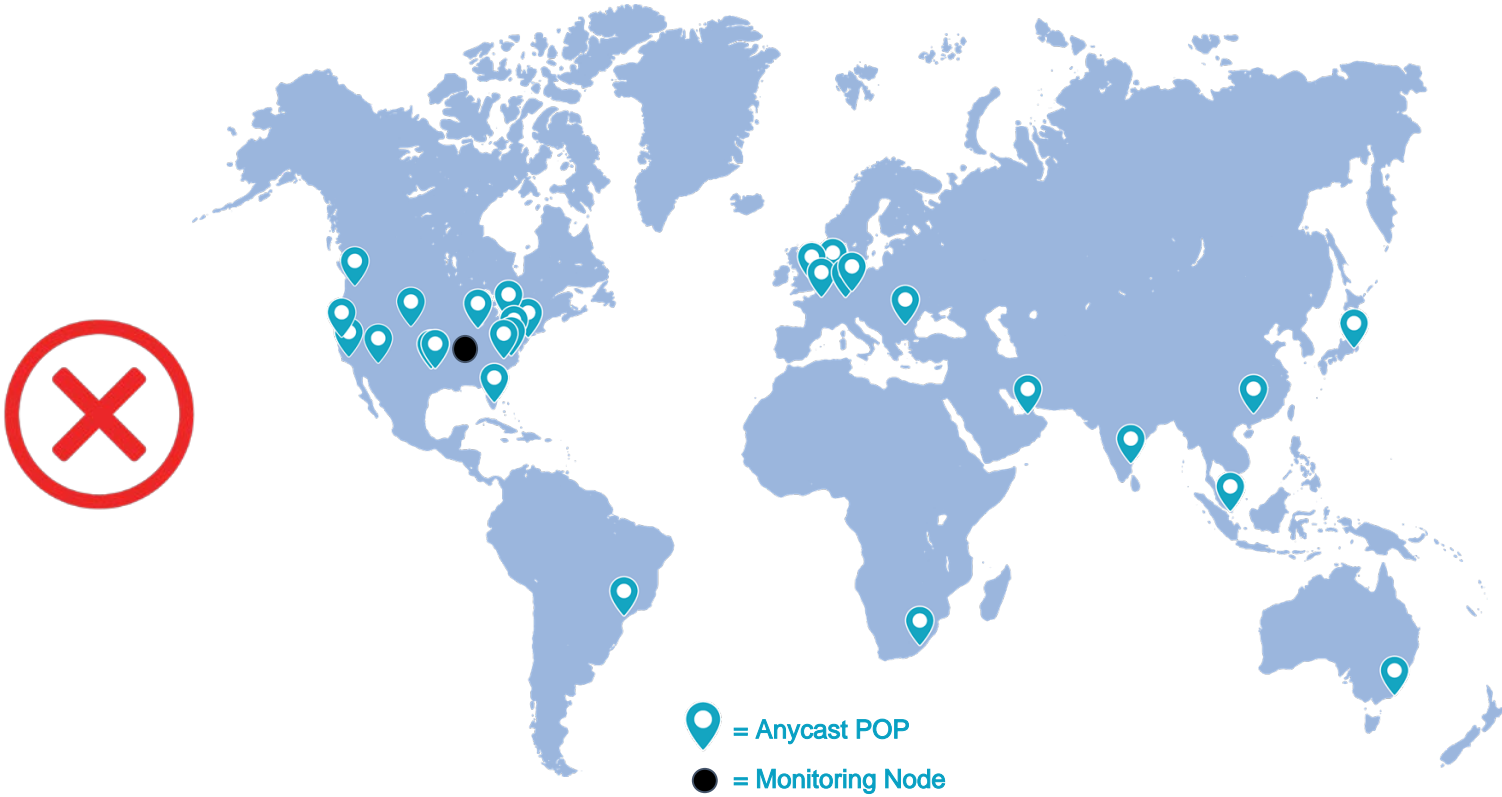 = Anycast POP
= Monitoring Node